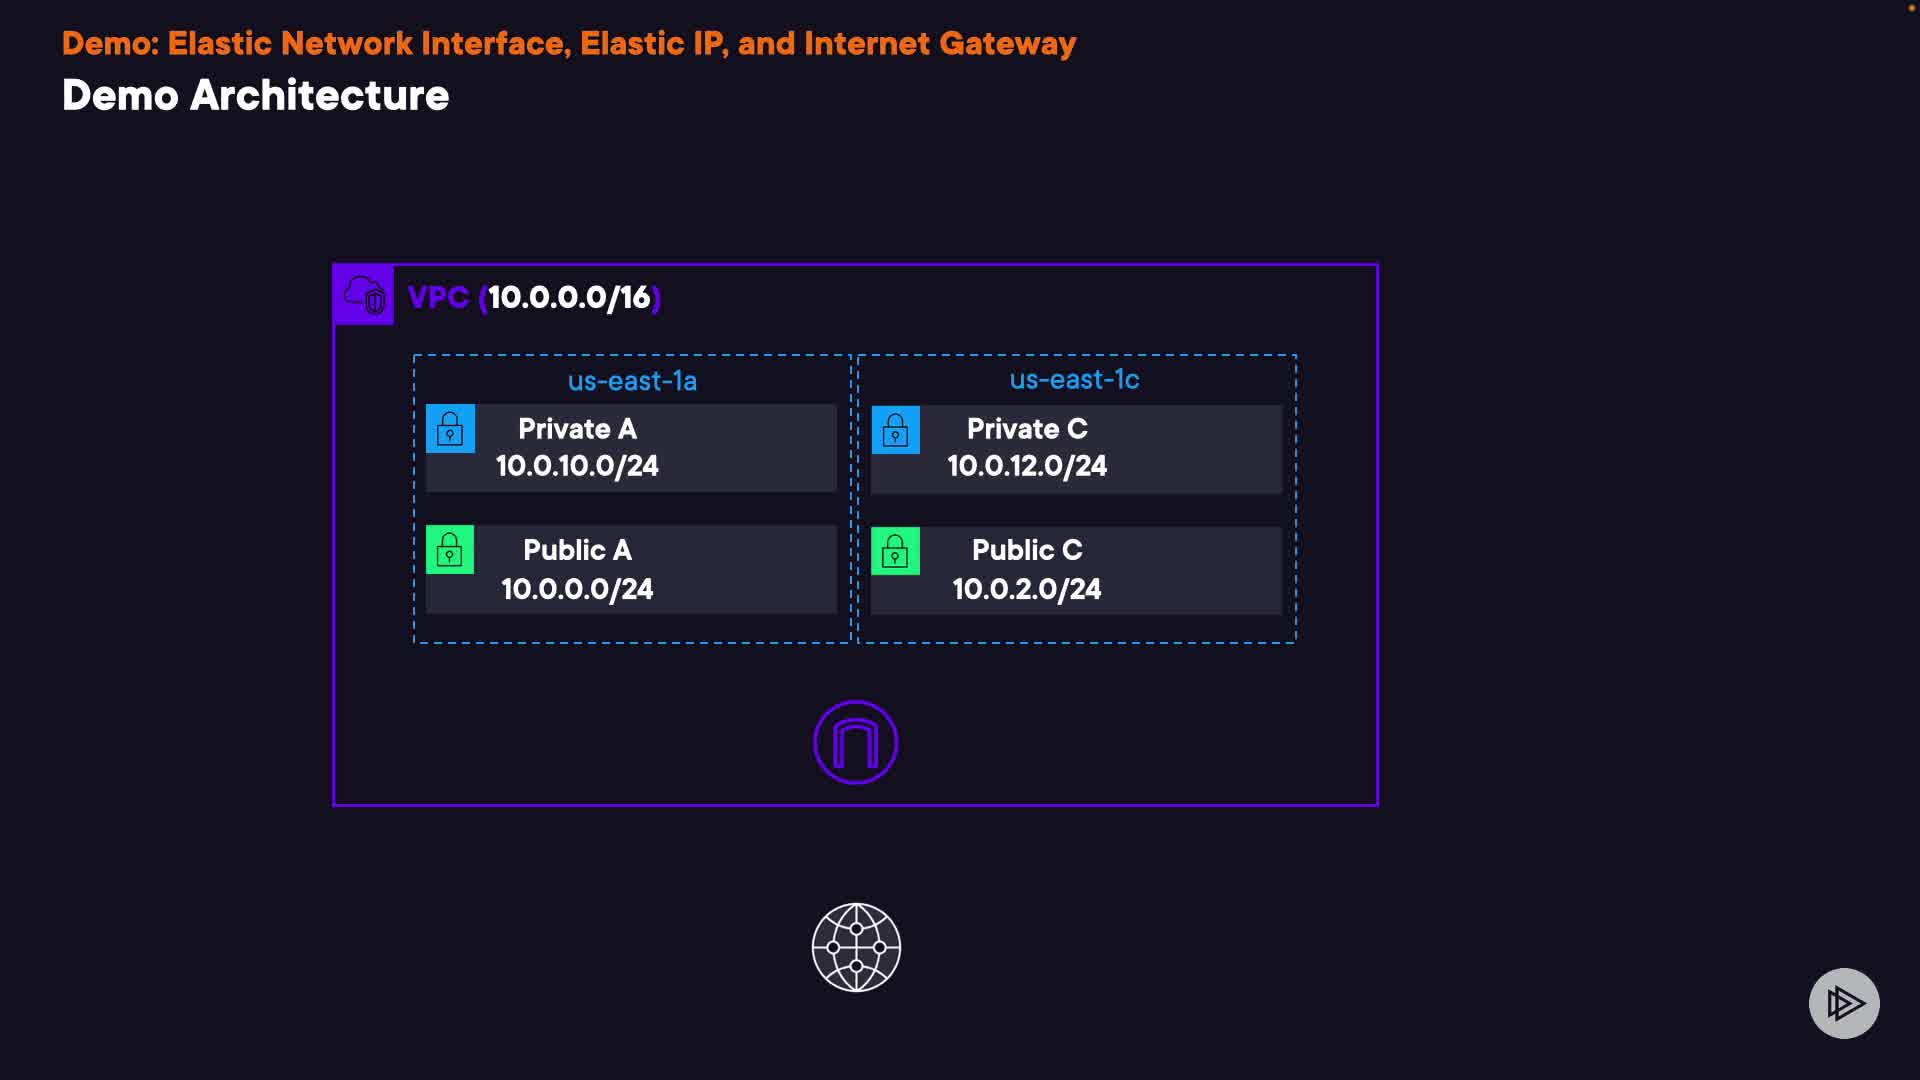 Demo: Elastic Network Interface, Elastic IP, and Internet Gateway
Demo Architecture
VPC (10.0.0.0/16)
us-east-1a
Private A
10.0.10.0/24
Public A
10.0.0.0/24
us-east-1c
Private C
10.0.12.0/24
Public C
10.0.2.0/24